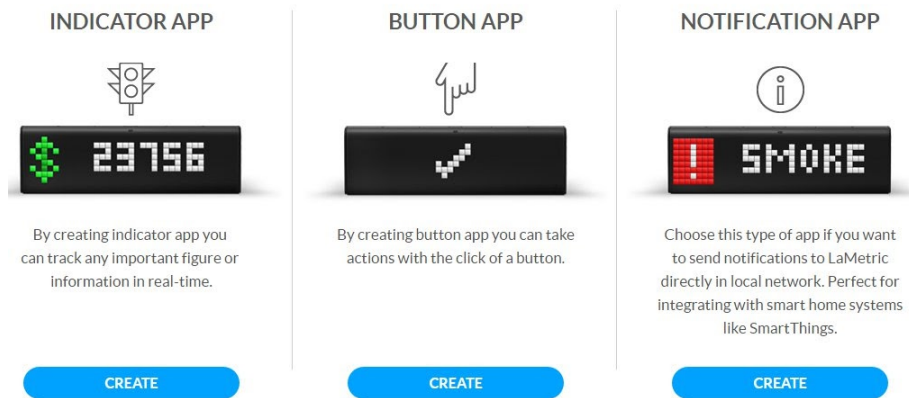 INDICATOR APP
23756
By creating indicator app you
can track any important figure or
information in real-time.
CREATE
BUTTON APP
By creating button app you can take
actions with the click of a button.
CREATE
NOTIFICATION APP
i
! SMOKE
Choose this type of app if you want
to send notifications to LaMetric
directly in local network. Perfect for
integrating with smart home systems
like SmartThings.
CREATE